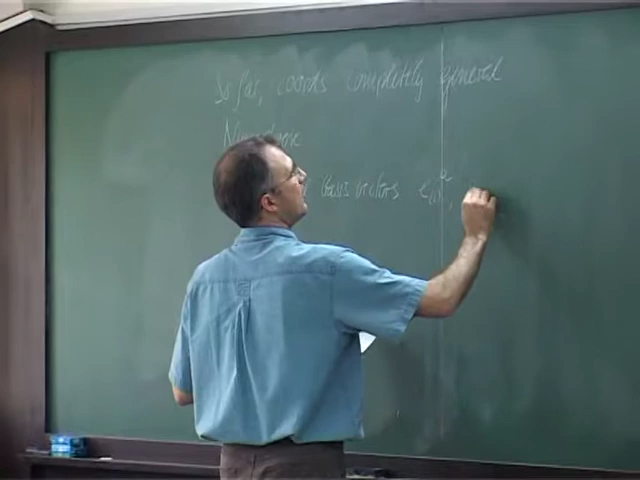 So far, coords completely general
Now choose
basis vectors e